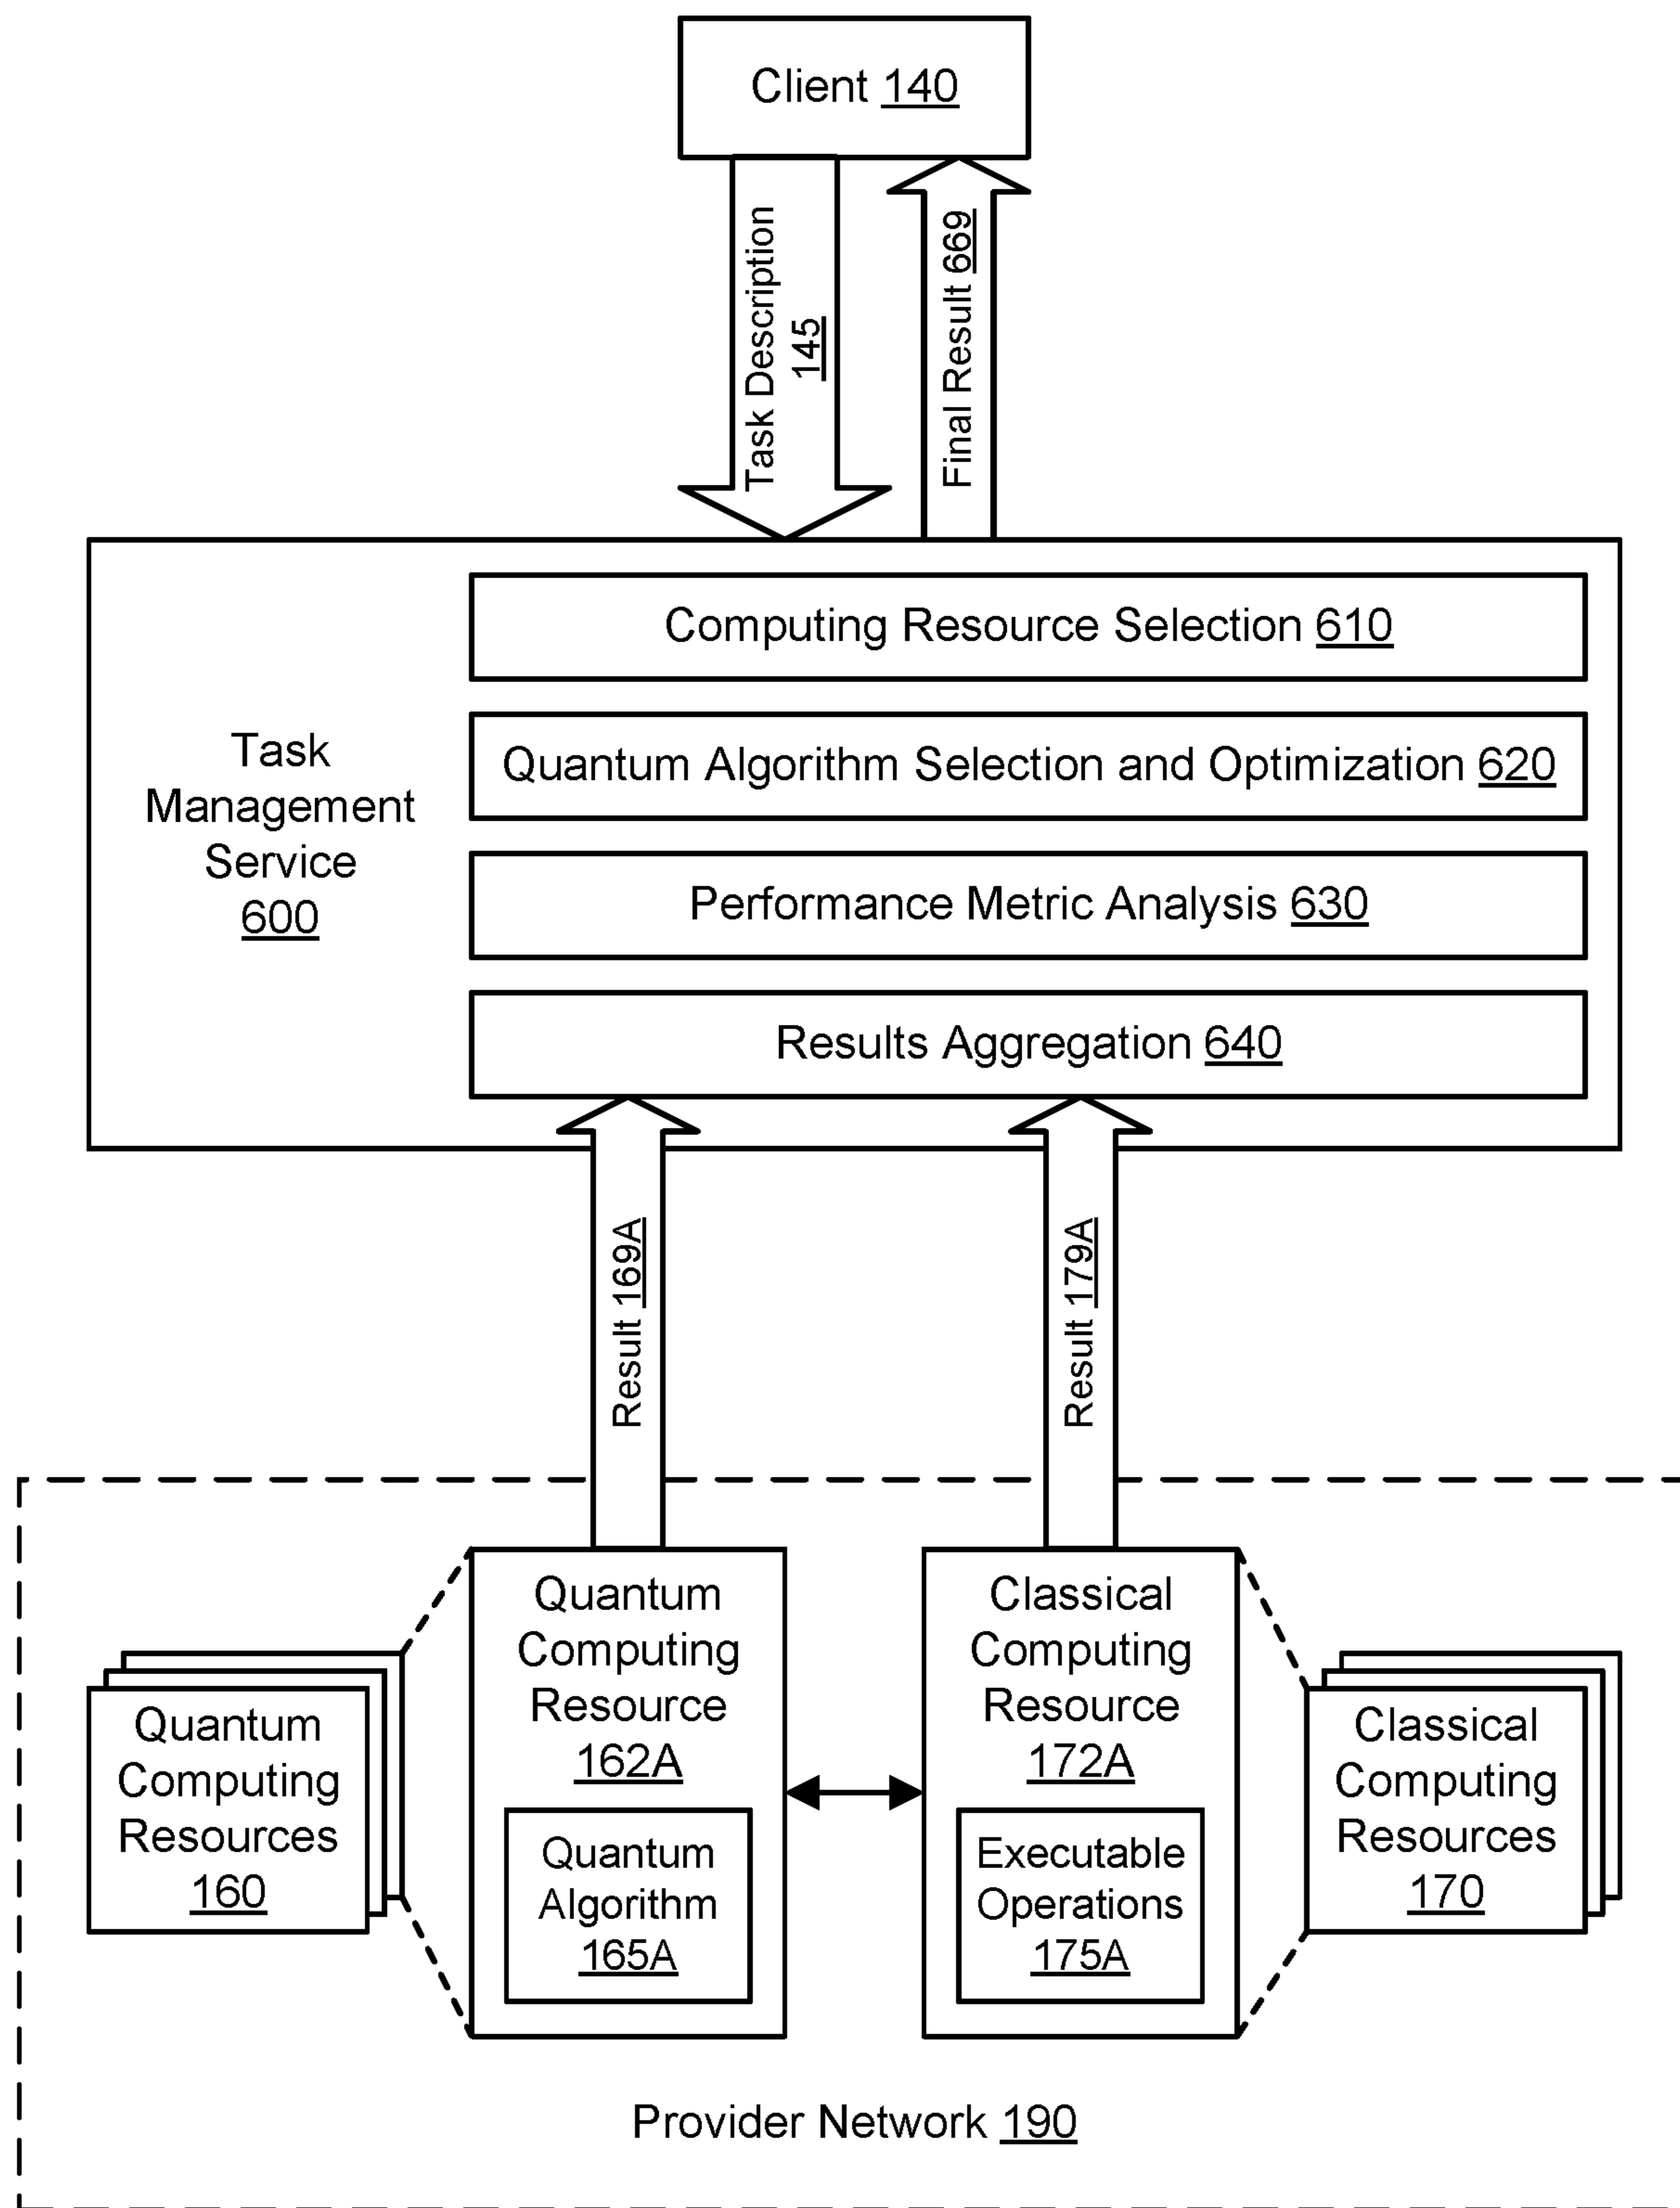 Client 140
Task Description
145
Final Result 669
Computing Resource Selection 610
Quantum Algorithm Selection and Optimization 620
Performance Metric Analysis 630
Results Aggregation 640
Task
Management
Service
600
Result 169A
Result 179A
Quantum
Computing
Resources
160
Quantum
Computing
Resource
162A
Quantum
Algorithm
165A
Classical
Computing
Resource
172A
Executable
Operations
175A
Classical
Computing
Resources
170
Provider Network 190